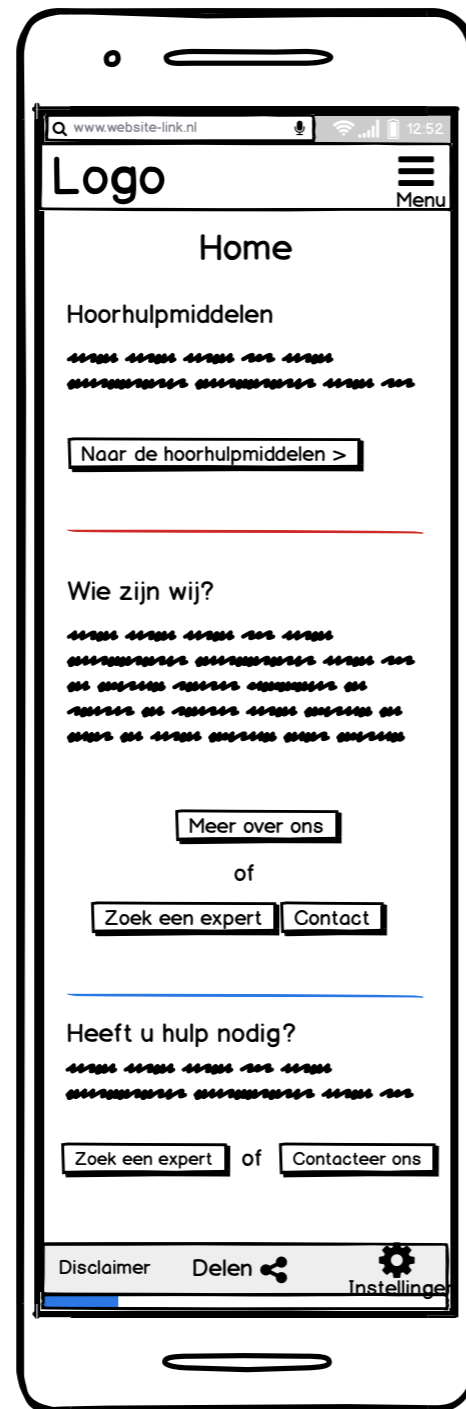 www.website-link.nl 12:52
Logo
Menu
Home
Hoorhulpmiddelen
Naar de hoorhulpmiddelen >
Wie zijn wij?
Meer over ons
of
Zoek een expert Contact
Heeft u hulp nodig?
Zoek een expert of Contacteer ons
Disclaimer Delen
Instellingen